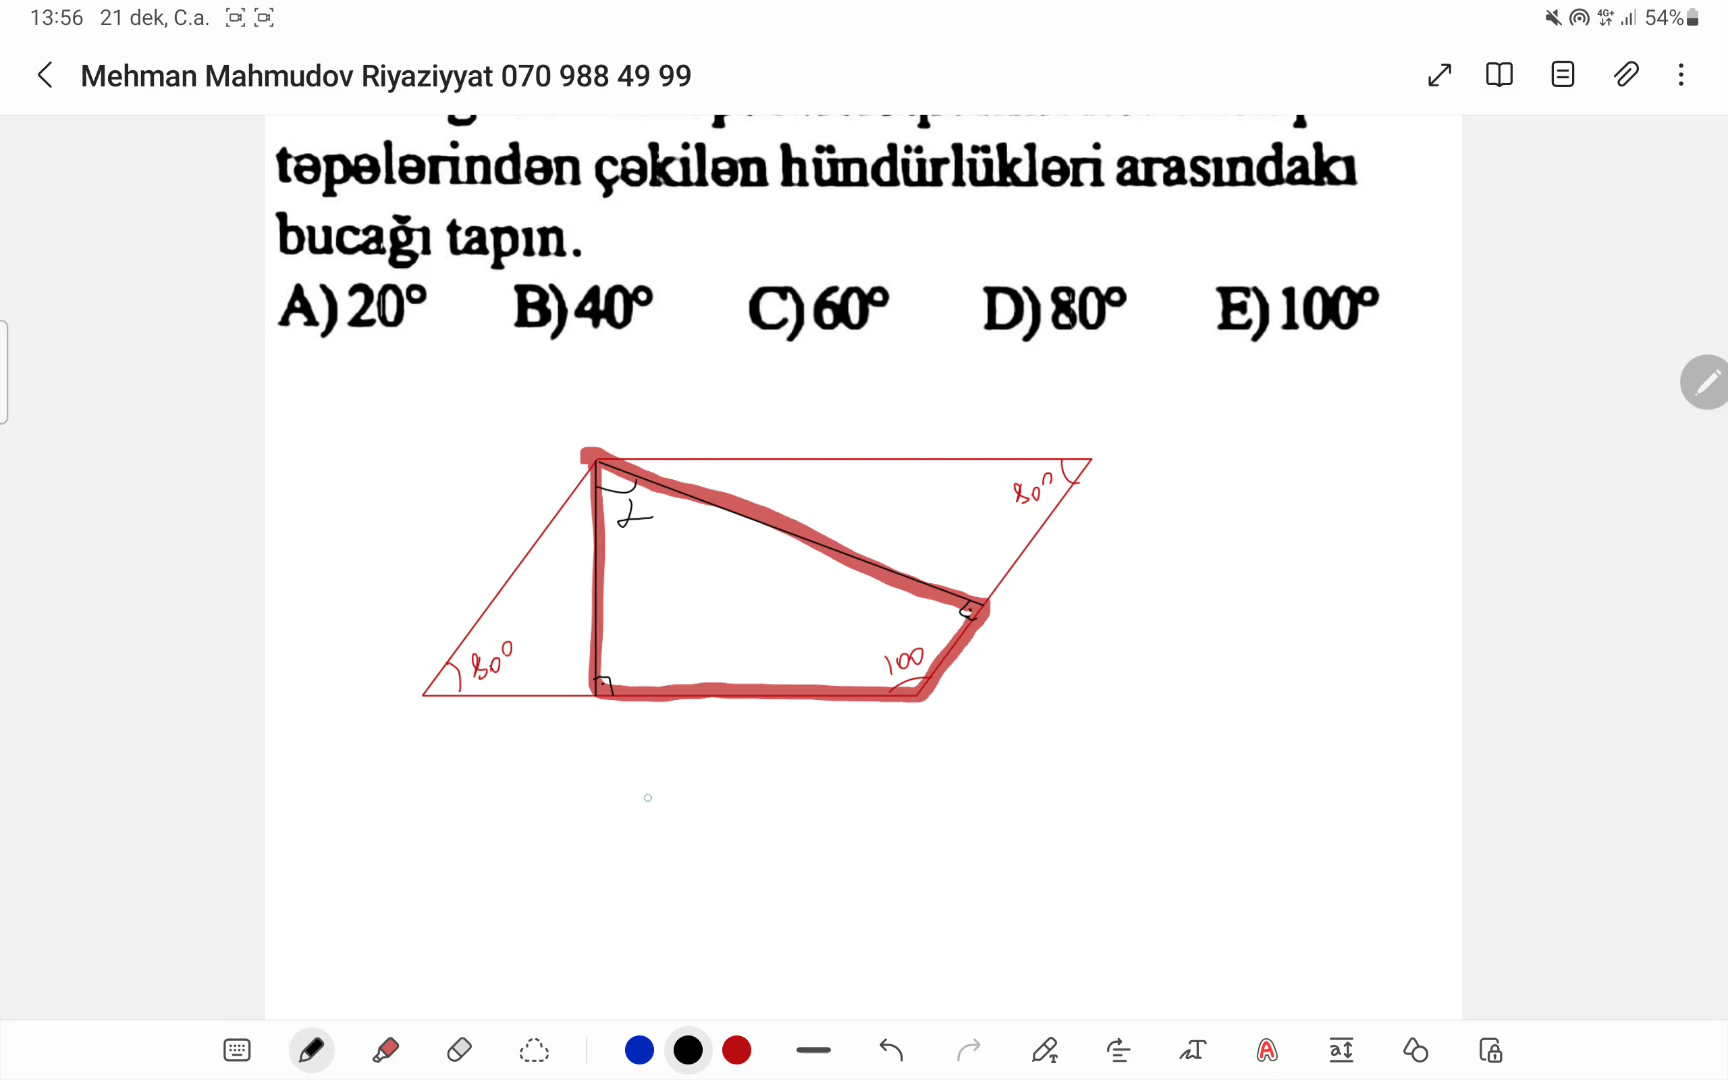 13:56 21 dek, C.a. 4G+ 54%
Mehman Mahmudov Riyaziyyat 070 988 49 99
təpələrindən çəkilən hündürlükləri arasındakı
bucağı tapın.
A) 20° B) 40° C) 60° D) 80° E) 100°
80°
α
80°
100